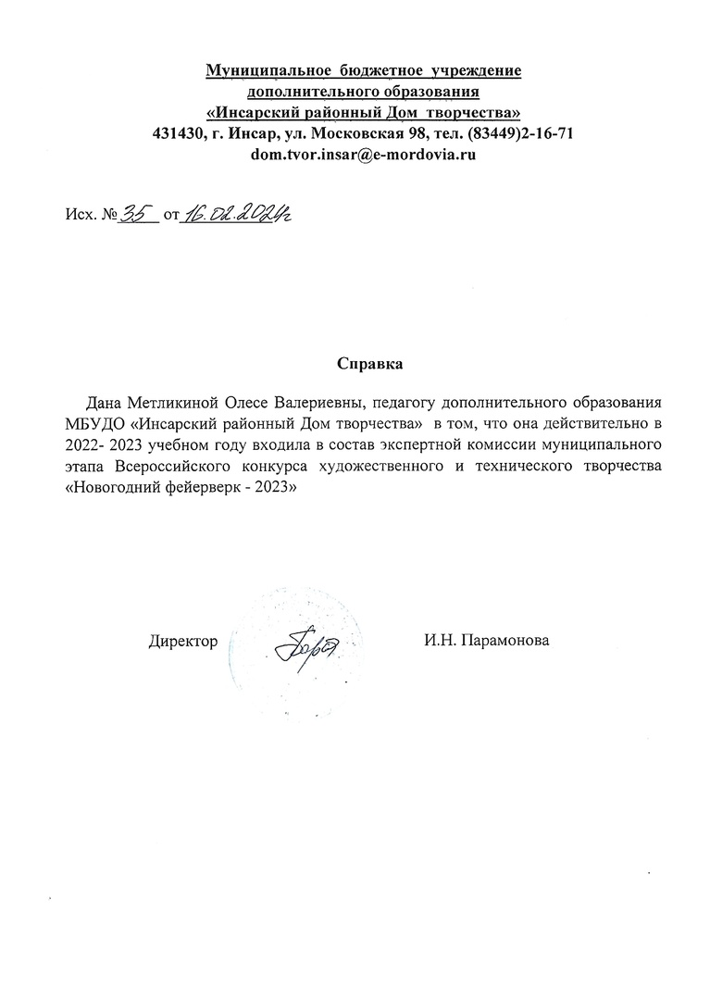 Муниципальное бюджетное учреждение
дополнительного образования
«Инсарский районный Дом творчества»
431430, г. Инсар, ул. Московская 98, тел. (83449)2-16-71
dom.tvor.insar@e-mordovia.ru
Исх. № 35 от 16.02.2024г
Справка
Дана Метликиной Олесе Валериевны, педагогу дополнительного образования
МБУДО «Инсарский районный Дом творчества» в том, что она действительно в
2022- 2023 учебном году входила в состав экспертной комиссии муниципального
этапа Всероссийского конкурса художественного и технического творчества
«Новогодний фейерверк - 2023»
Директор И.Н. Парамонова